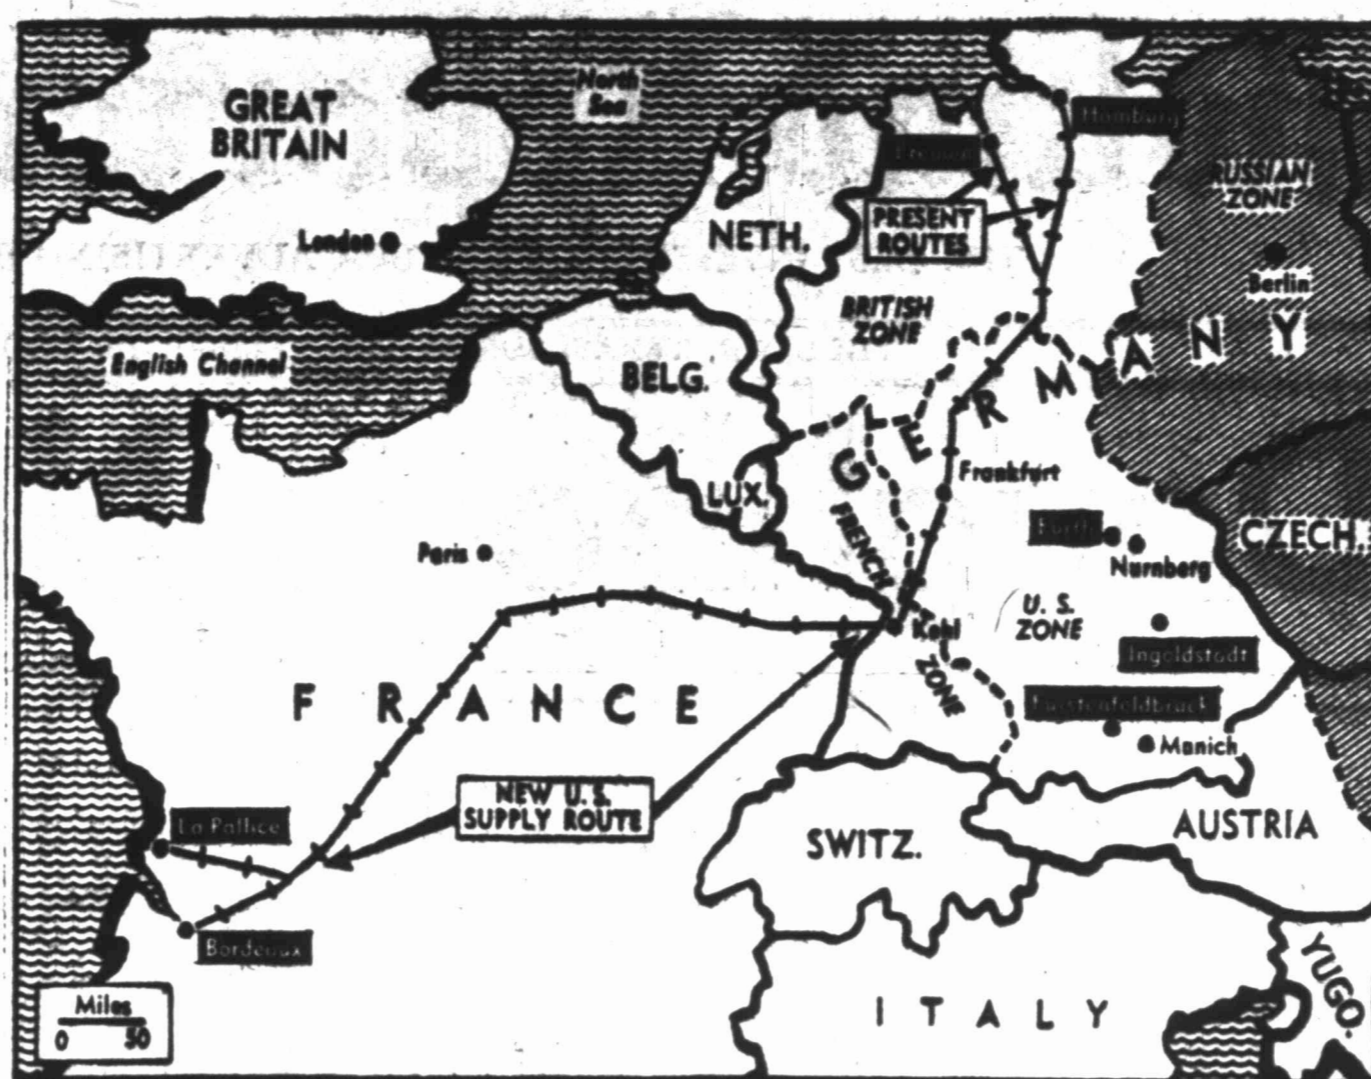 GREAT
BRITAIN
North
Sea
Hamburg
Bremen
RUSSIAN
ZONE
NETH.
PRESENT
ROUTES
London
Berlin
BRITISH
ZONE
English Channel
BELG.
GERMANY
LUX.
Frankfurt
FRENCH
ZONE
Furth
CZECH.
Paris
Nurnberg
U. S.
ZONE
Kehl
Ingoldstadt
FRANCE
Furstenfeldbruck
Munich
NEW U. S.
SUPPLY ROUTE
La Pallice
SWITZ.
AUSTRIA
Bordeaux
YUGO.
Miles
0 50
ITALY